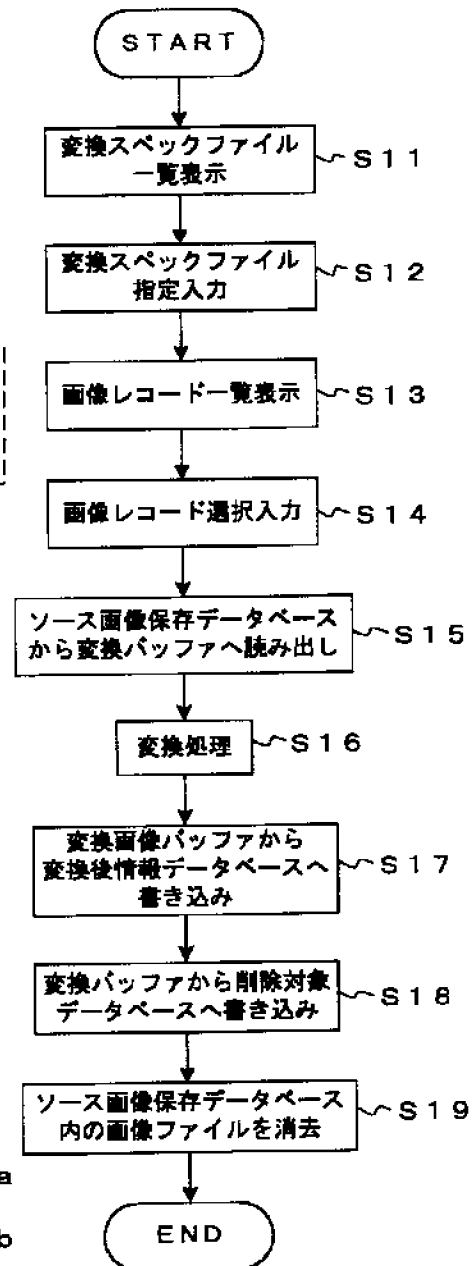 START
変換スペックファイル
一覧表示
S11
変換スペックファイル
指定入力
S12
画像レコード一覧表示
S13
画像レコード選択入力
S14
ソース画像保存データベース
から変換バッファへ読み出し
S15
変換処理
S16
変換画像バッファから
変換後情報データベースへ
書き込み
S17
変換バッファから削除対象
データベースへ書き込み
S18
ソース画像保存データベース
内の画像ファイルを消去
S19
a
END
b